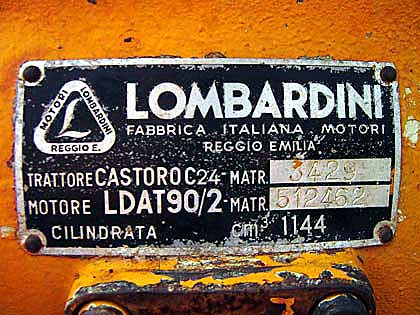 MOTORI LOMBARDINI
L
REGGIO E.
LOMBARDINI
FABBRICA ITALIANA MOTORI
REGGIO EMILIA
TRATTORE CASTORO C24-MATR. 3429
MOTORE LDAT90/2-MATR. 512462
CILINDRATA cm³ 1144